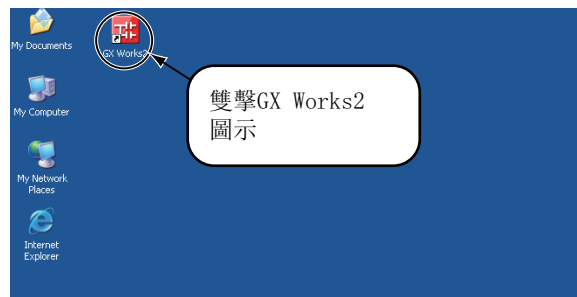 My Documents
GX Works2
雙擊GX Works2
圖示
My Computer
My Network
Places
Internet
Explorer